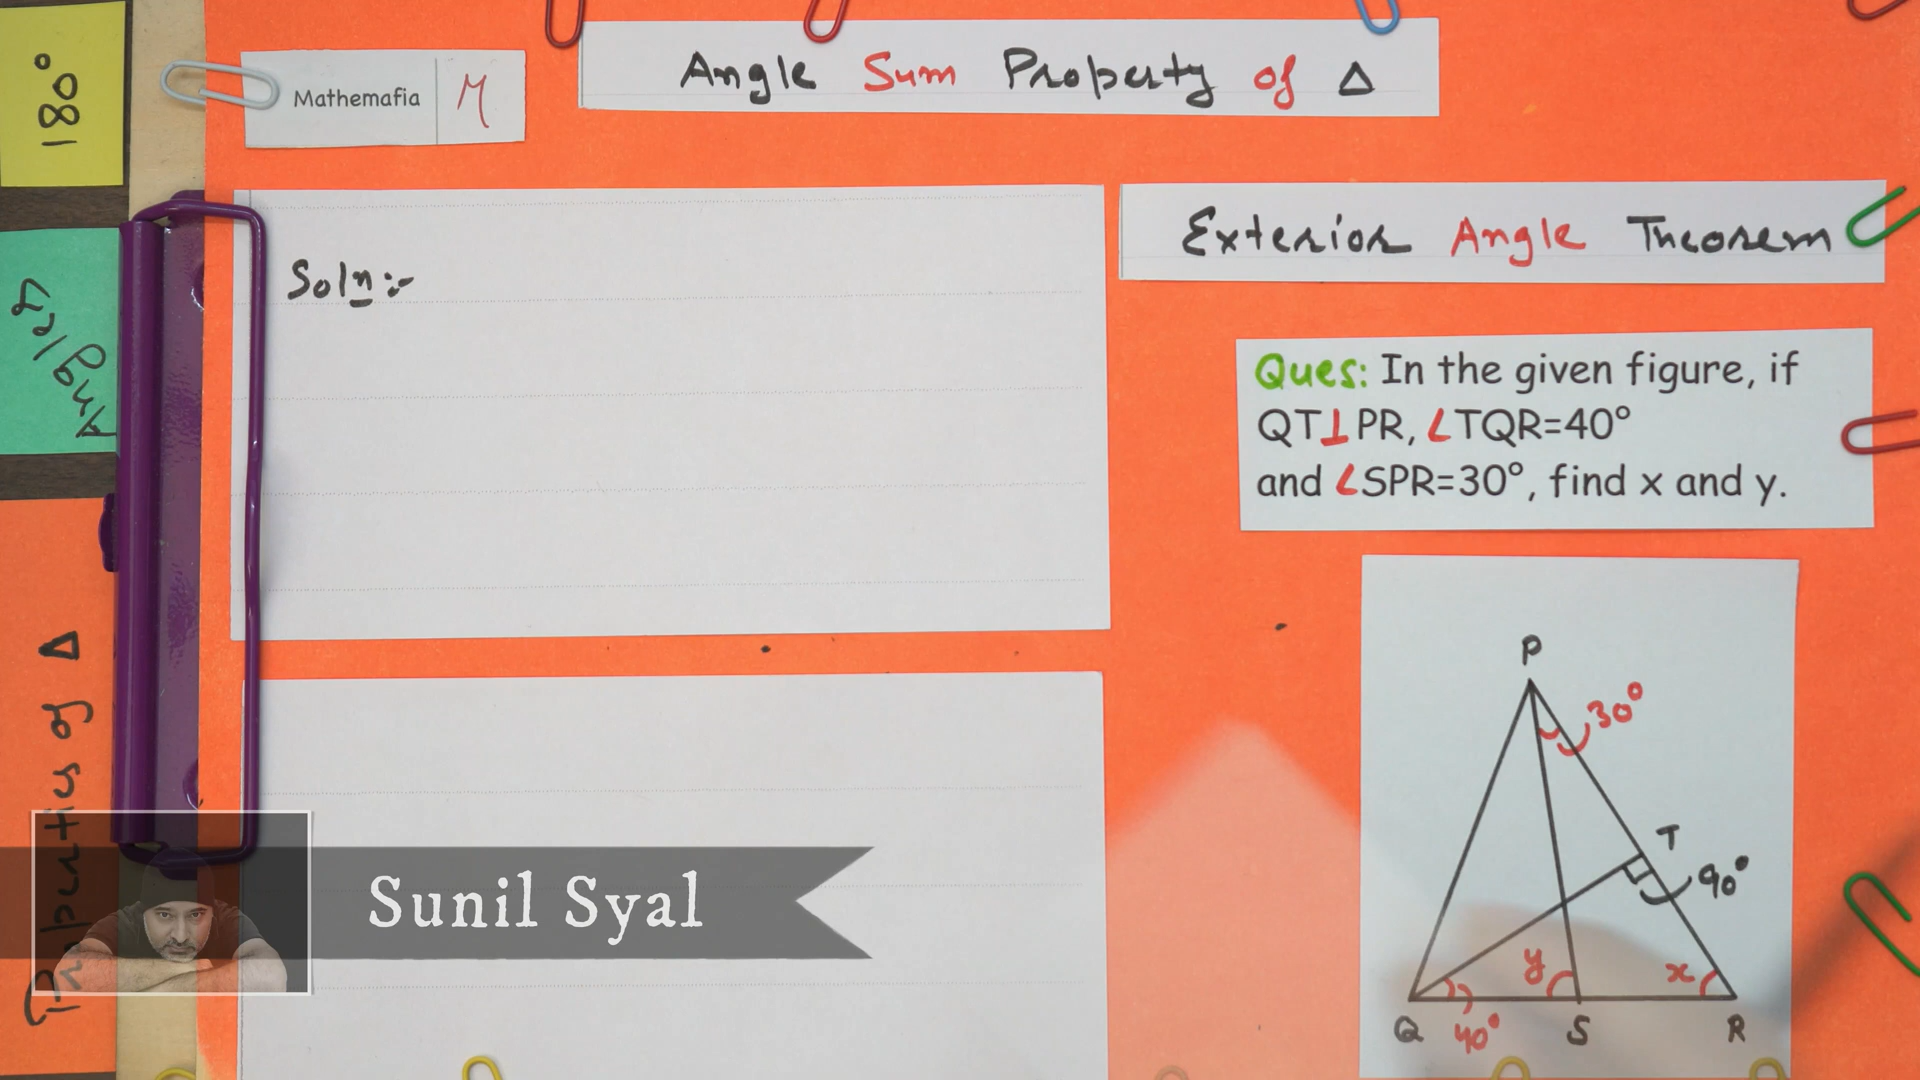 180°
Angles
Properties of Δ
Mathemafia M
Angle Sum Property of Δ
Exterior Angle Theorem
Soln:-
Ques: In the given figure, if
QT⊥PR, ∠TQR=40°
and ∠SPR=30°, find x and y.
P
30°
T
90°
y
x
Q
40°
S
R
Sunil Syal